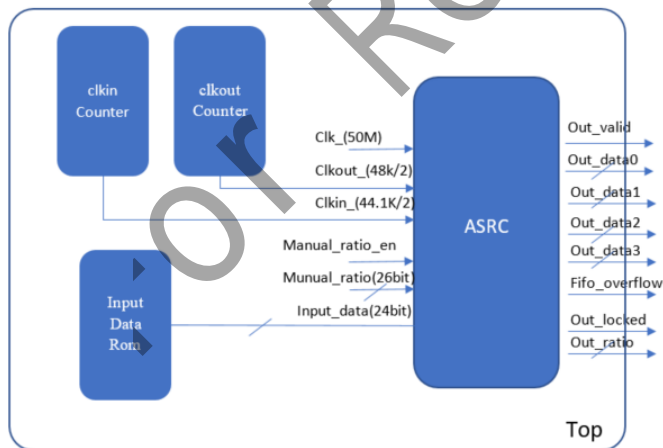 clkin
Counter
clkout
Counter
Clk_(50M)
Clkout_(48k/2)
Clkin_(44.1K/2)
Manual_ratio_en
Munual_ratio(26bit)
Input_data(24bit)
Input
Data
Rom
ASRC
Out_valid
Out_data0
Out_data1
Out_data2
Out_data3
Fifo_overflow
Out_locked
Out_ratio
Top